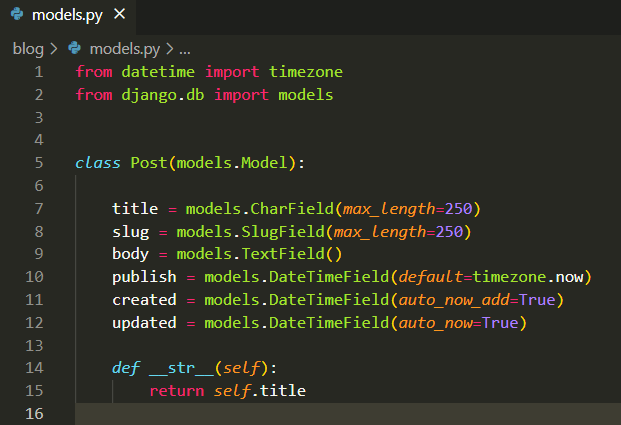 models.py ×
blog > models.py > ...
1 from datetime import timezone
2 from django.db import models
3
4
5 class Post(models.Model):
6
7     title = models.CharField(max_length=250)
8     slug = models.SlugField(max_length=250)
9     body = models.TextField()
10     publish = models.DateTimeField(default=timezone.now)
11     created = models.DateTimeField(auto_now_add=True)
12     updated = models.DateTimeField(auto_now=True)
13
14     def __str__(self):
15         return self.title
16